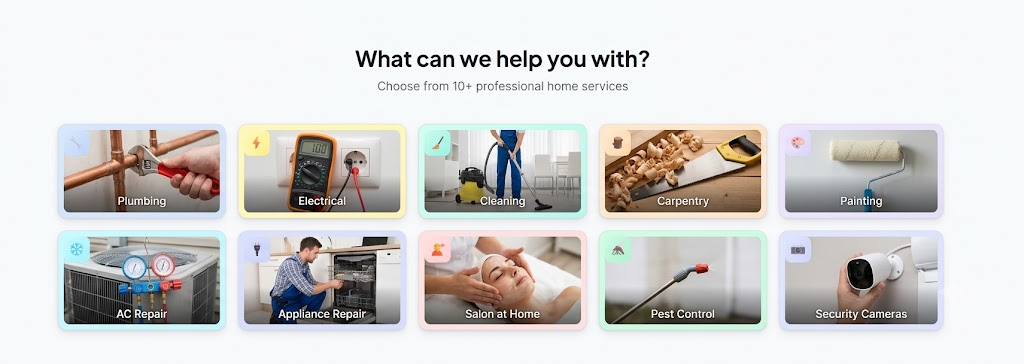 What can we help you with?
Choose from 10+ professional home services
Plumbing
Electrical
Cleaning
Carpentry
Painting
AC Repair
Appliance Repair
Salon at Home
Pest Control
Security Cameras